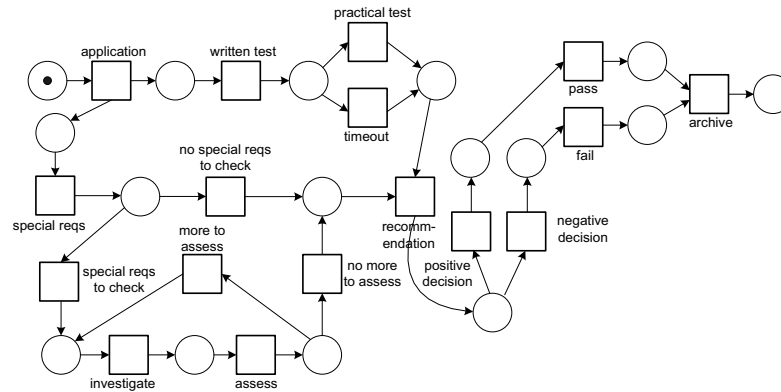 practical test
application
written test
timeout
pass
fail
archive
no special reqs
to check
special reqs
recomm-
endation
more to
assess
special reqs
to check
no more
to assess
positive
decision
negative
decision
investigate
assess